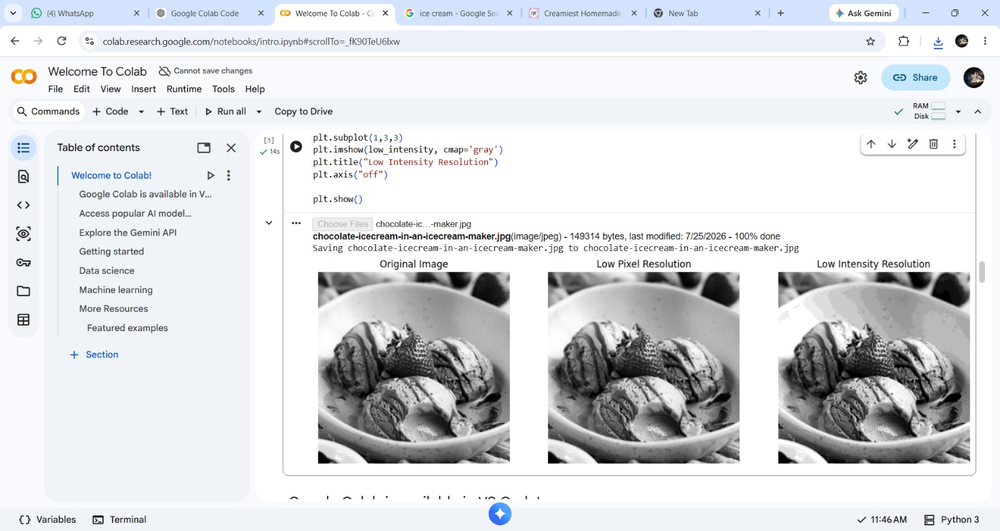 (4) WhatsApp
Google Colab Code
Welcome To Colab - Co
ice cream - Google Sea
Creamiest Homemade
New Tab
Ask Gemini
colab.research.google.com/notebooks/intro.ipynb#scrollTo=_fK90TeU6lxw
Welcome To Colab
Cannot save changes
File Edit View Insert Runtime Tools Help
Share
Commands + Code + Text Run all Copy to Drive
RAM
Disk
Table of contents
Welcome to Colab!
Google Colab is available in V...
Access popular AI model...
Explore the Gemini API
Getting started
Data science
Machine learning
More Resources
Featured examples
+ Section
[3]
14s
plt.subplot(1,3,3)
plt.imshow(low_intensity, cmap='gray')
plt.title("Low Intensity Resolution")
plt.axis("off")
plt.show()
Choose Files chocolate-ic...-maker.jpg
chocolate-icecream-in-an-icecream-maker.jpg(image/jpeg) - 149314 bytes, last modified: 7/25/2026 - 100% done
Saving chocolate-icecream-in-an-icecream-maker.jpg to chocolate-icecream-in-an-icecream-maker.jpg
Original Image
Low Pixel Resolution
Low Intensity Resolution
{} Variables
Terminal
11:46 AM
Python 3